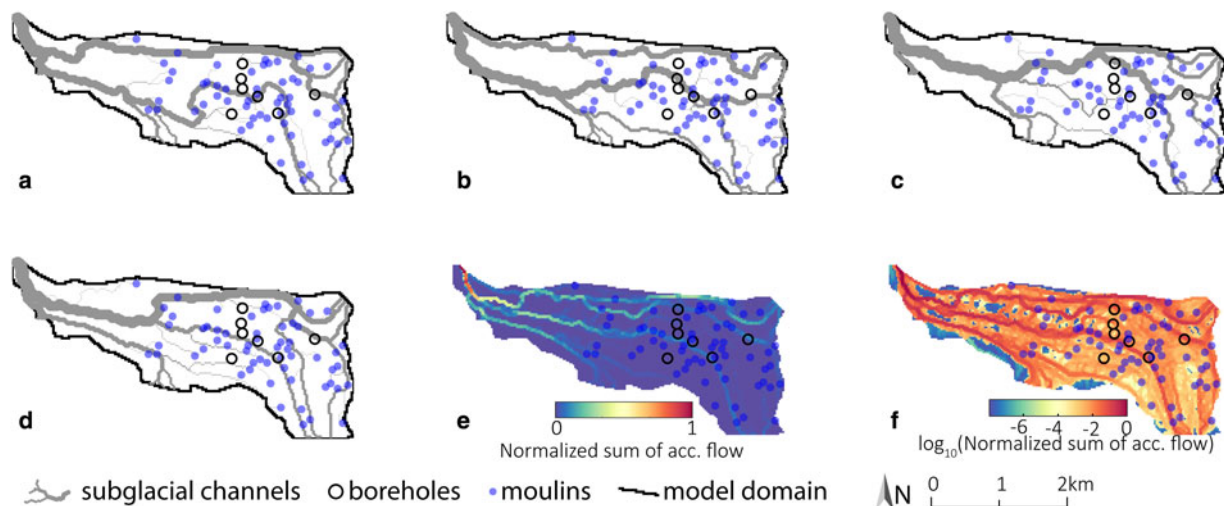 a
b
c
d
e
f
0
1
Normalized sum of acc. flow
-6
-4
-2
0
log10(Normalized sum of acc. flow)
subglacial channels
boreholes
moulins
model domain
N
0
1
2km